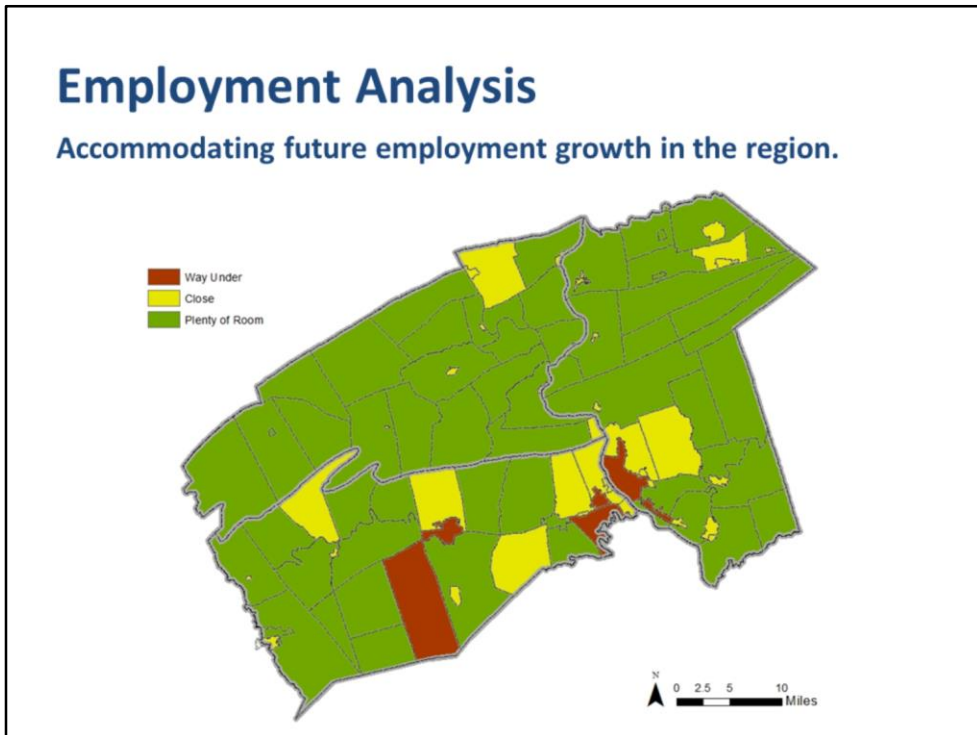 Employment Analysis
Accommodating future employment growth in the region.
Way Under
Close
Plenty of Room
N
0 2.5 5 10
Miles